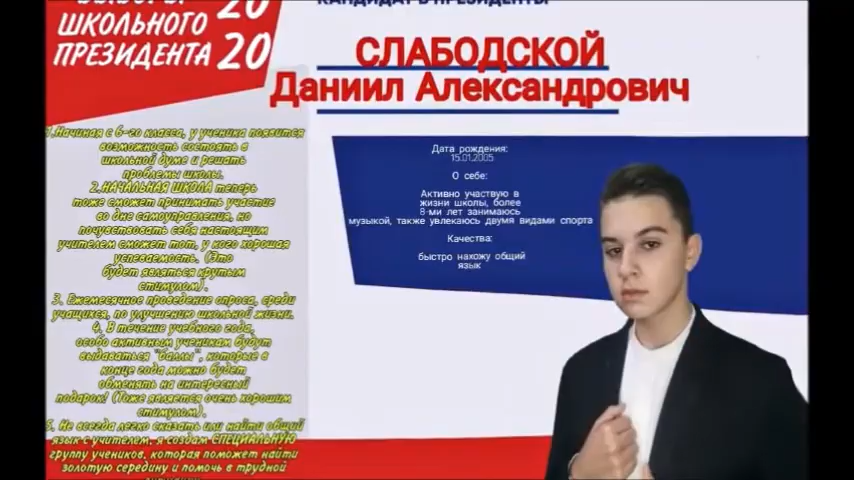 ШКОЛЬНОГО
ПРЕЗИДЕНТА
20
20
КАНДИДАТ В ПРЕЗИДЕНТЫ
СЛАБОДСКОЙ
Даниил Александрович
1.Начиная с 6-го класса, у ученика появится
возможность состоять в
школьной думе и решать
проблемы школы.
2.НАЧАЛЬНАЯ ШКОЛА теперь
тоже сможет принимать участие
во дне самоуправления, но
почувствовать себя настоящим
учителем сможет тот, у кого хорошая
успеваемость. (Это
будет являться крутым
стимулом).
3. Ежемесячное проведение опроса, среди
учащихся, по улучшению школьной жизни.
4. В течение учебного года,
особо активным ученикам будут
выдаваться "баллы", которые в
конце года можно будет
обменять на интересный
подарок! (Тоже является очень хорошим
стимулом).
5. Не всегда легко сказать или найти общий
язык с учителем, я создам СПЕЦИАЛЬНУЮ
группу учеников, которая поможет найти
золотую середину и помочь в трудной
Дата рождения:
15.01.2005
О себе:
Активно участвую в
жизни школы, более
8-ми лет занимаюсь
музыкой, также увлекаюсь двумя видами спорта
Качества:
быстро нахожу общий
язык